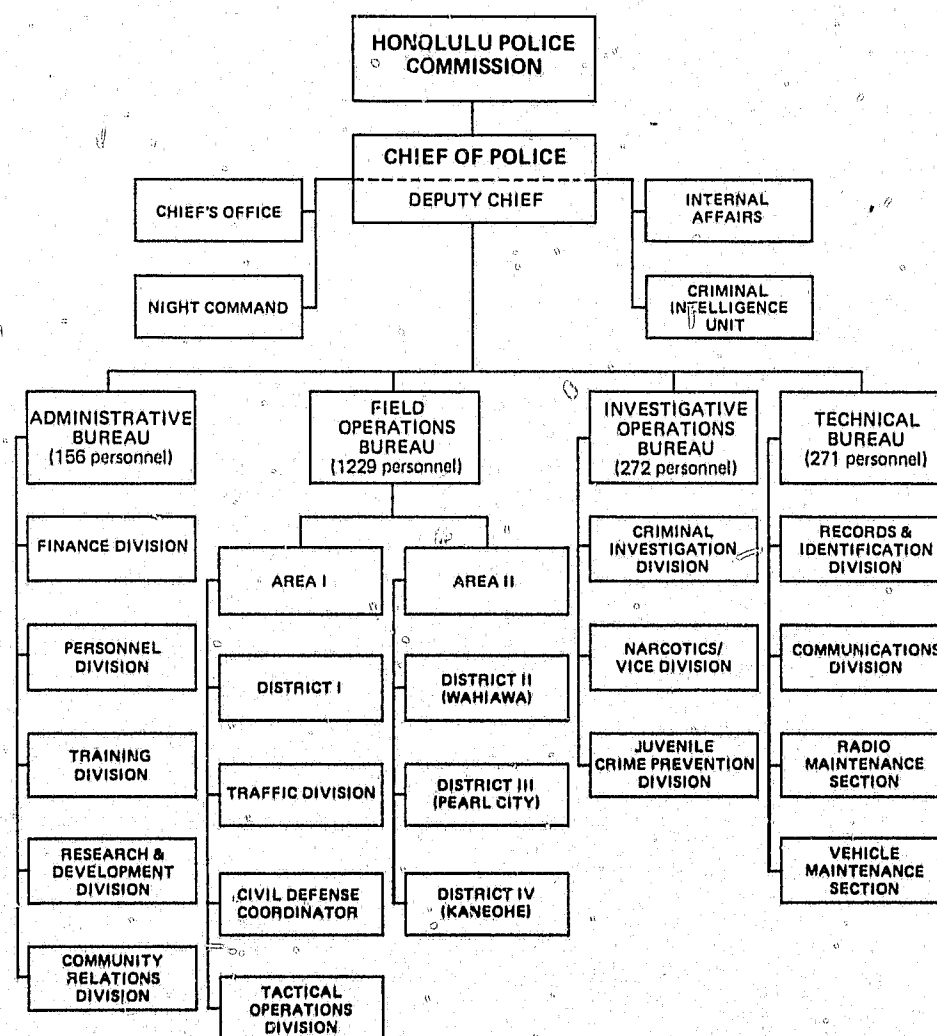 HONOLULU POLICE
COMMISSION
CHIEF OF POLICE
DEPUTY CHIEF
CHIEF'S OFFICE
INTERNAL
AFFAIRS
NIGHT COMMAND
CRIMINAL
INTELLIGENCE
UNIT
ADMINISTRATIVE
BUREAU
(156 personnel)
FIELD
OPERATIONS
BUREAU
(1229 personnel)
INVESTIGATIVE
OPERATIONS
BUREAU
(272 personnel)
TECHNICAL
BUREAU
(271 personnel)
FINANCE DIVISION
AREA I
AREA II
CRIMINAL
INVESTIGATION
DIVISION
RECORDS &
IDENTIFICATION
DIVISION
PERSONNEL
DIVISION
DISTRICT I
DISTRICT II
(WAHIAWA)
NARCOTICS/
VICE DIVISION
COMMUNICATIONS
DIVISION
TRAINING
DIVISION
TRAFFIC DIVISION
DISTRICT III
(PEARL CITY)
JUVENILE
CRIME PREVENTION
DIVISION
RADIO
MAINTENANCE
SECTION
RESEARCH &
DEVELOPMENT
DIVISION
CIVIL DEFENSE
COORDINATOR
DISTRICT IV
(KANEOHE)
VEHICLE
MAINTENANCE
SECTION
COMMUNITY
RELATIONS
DIVISION
TACTICAL
OPERATIONS
DIVISION